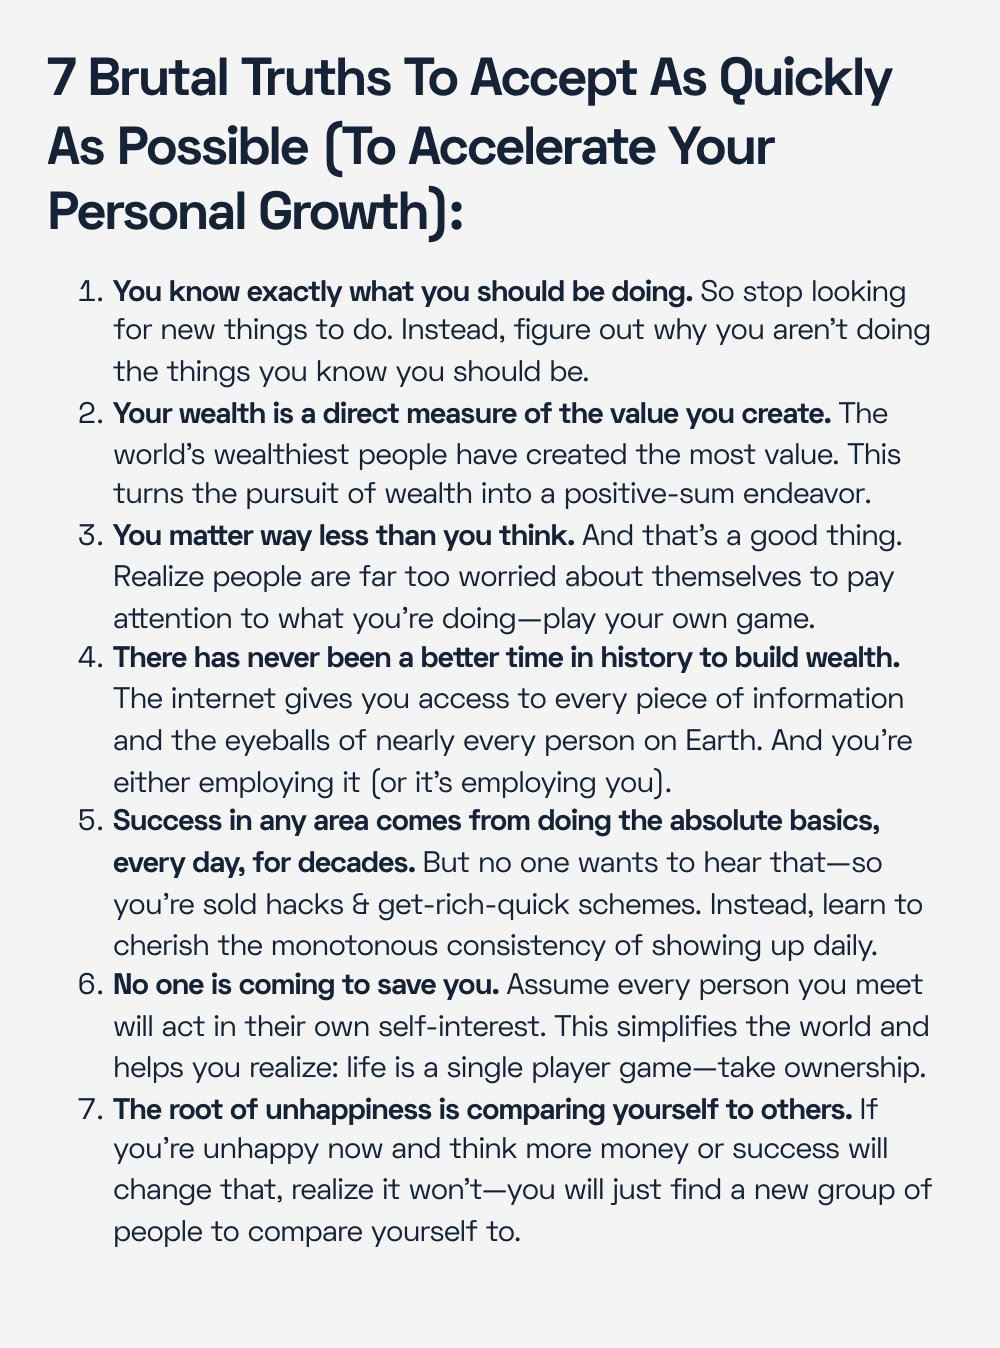 7 Brutal Truths To Accept As Quickly
As Possible (To Accelerate Your
Personal Growth):
1. You know exactly what you should be doing. So stop looking
for new things to do. Instead, figure out why you aren’t doing
the things you know you should be.
2. Your wealth is a direct measure of the value you create. The
world’s wealthiest people have created the most value. This
turns the pursuit of wealth into a positive-sum endeavor.
3. You matter way less than you think. And that’s a good thing.
Realize people are far too worried about themselves to pay
attention to what you’re doing—play your own game.
4. There has never been a better time in history to build wealth.
The internet gives you access to every piece of information
and the eyeballs of nearly every person on Earth. And you’re
either employing it (or it’s employing you).
5. Success in any area comes from doing the absolute basics,
every day, for decades. But no one wants to hear that—so
you’re sold hacks & get-rich-quick schemes. Instead, learn to
cherish the monotonous consistency of showing up daily.
6. No one is coming to save you. Assume every person you meet
will act in their own self-interest. This simplifies the world and
helps you realize: life is a single player game—take ownership.
7. The root of unhappiness is comparing yourself to others. If
you’re unhappy now and think more money or success will
change that, realize it won’t—you will just find a new group of
people to compare yourself to.